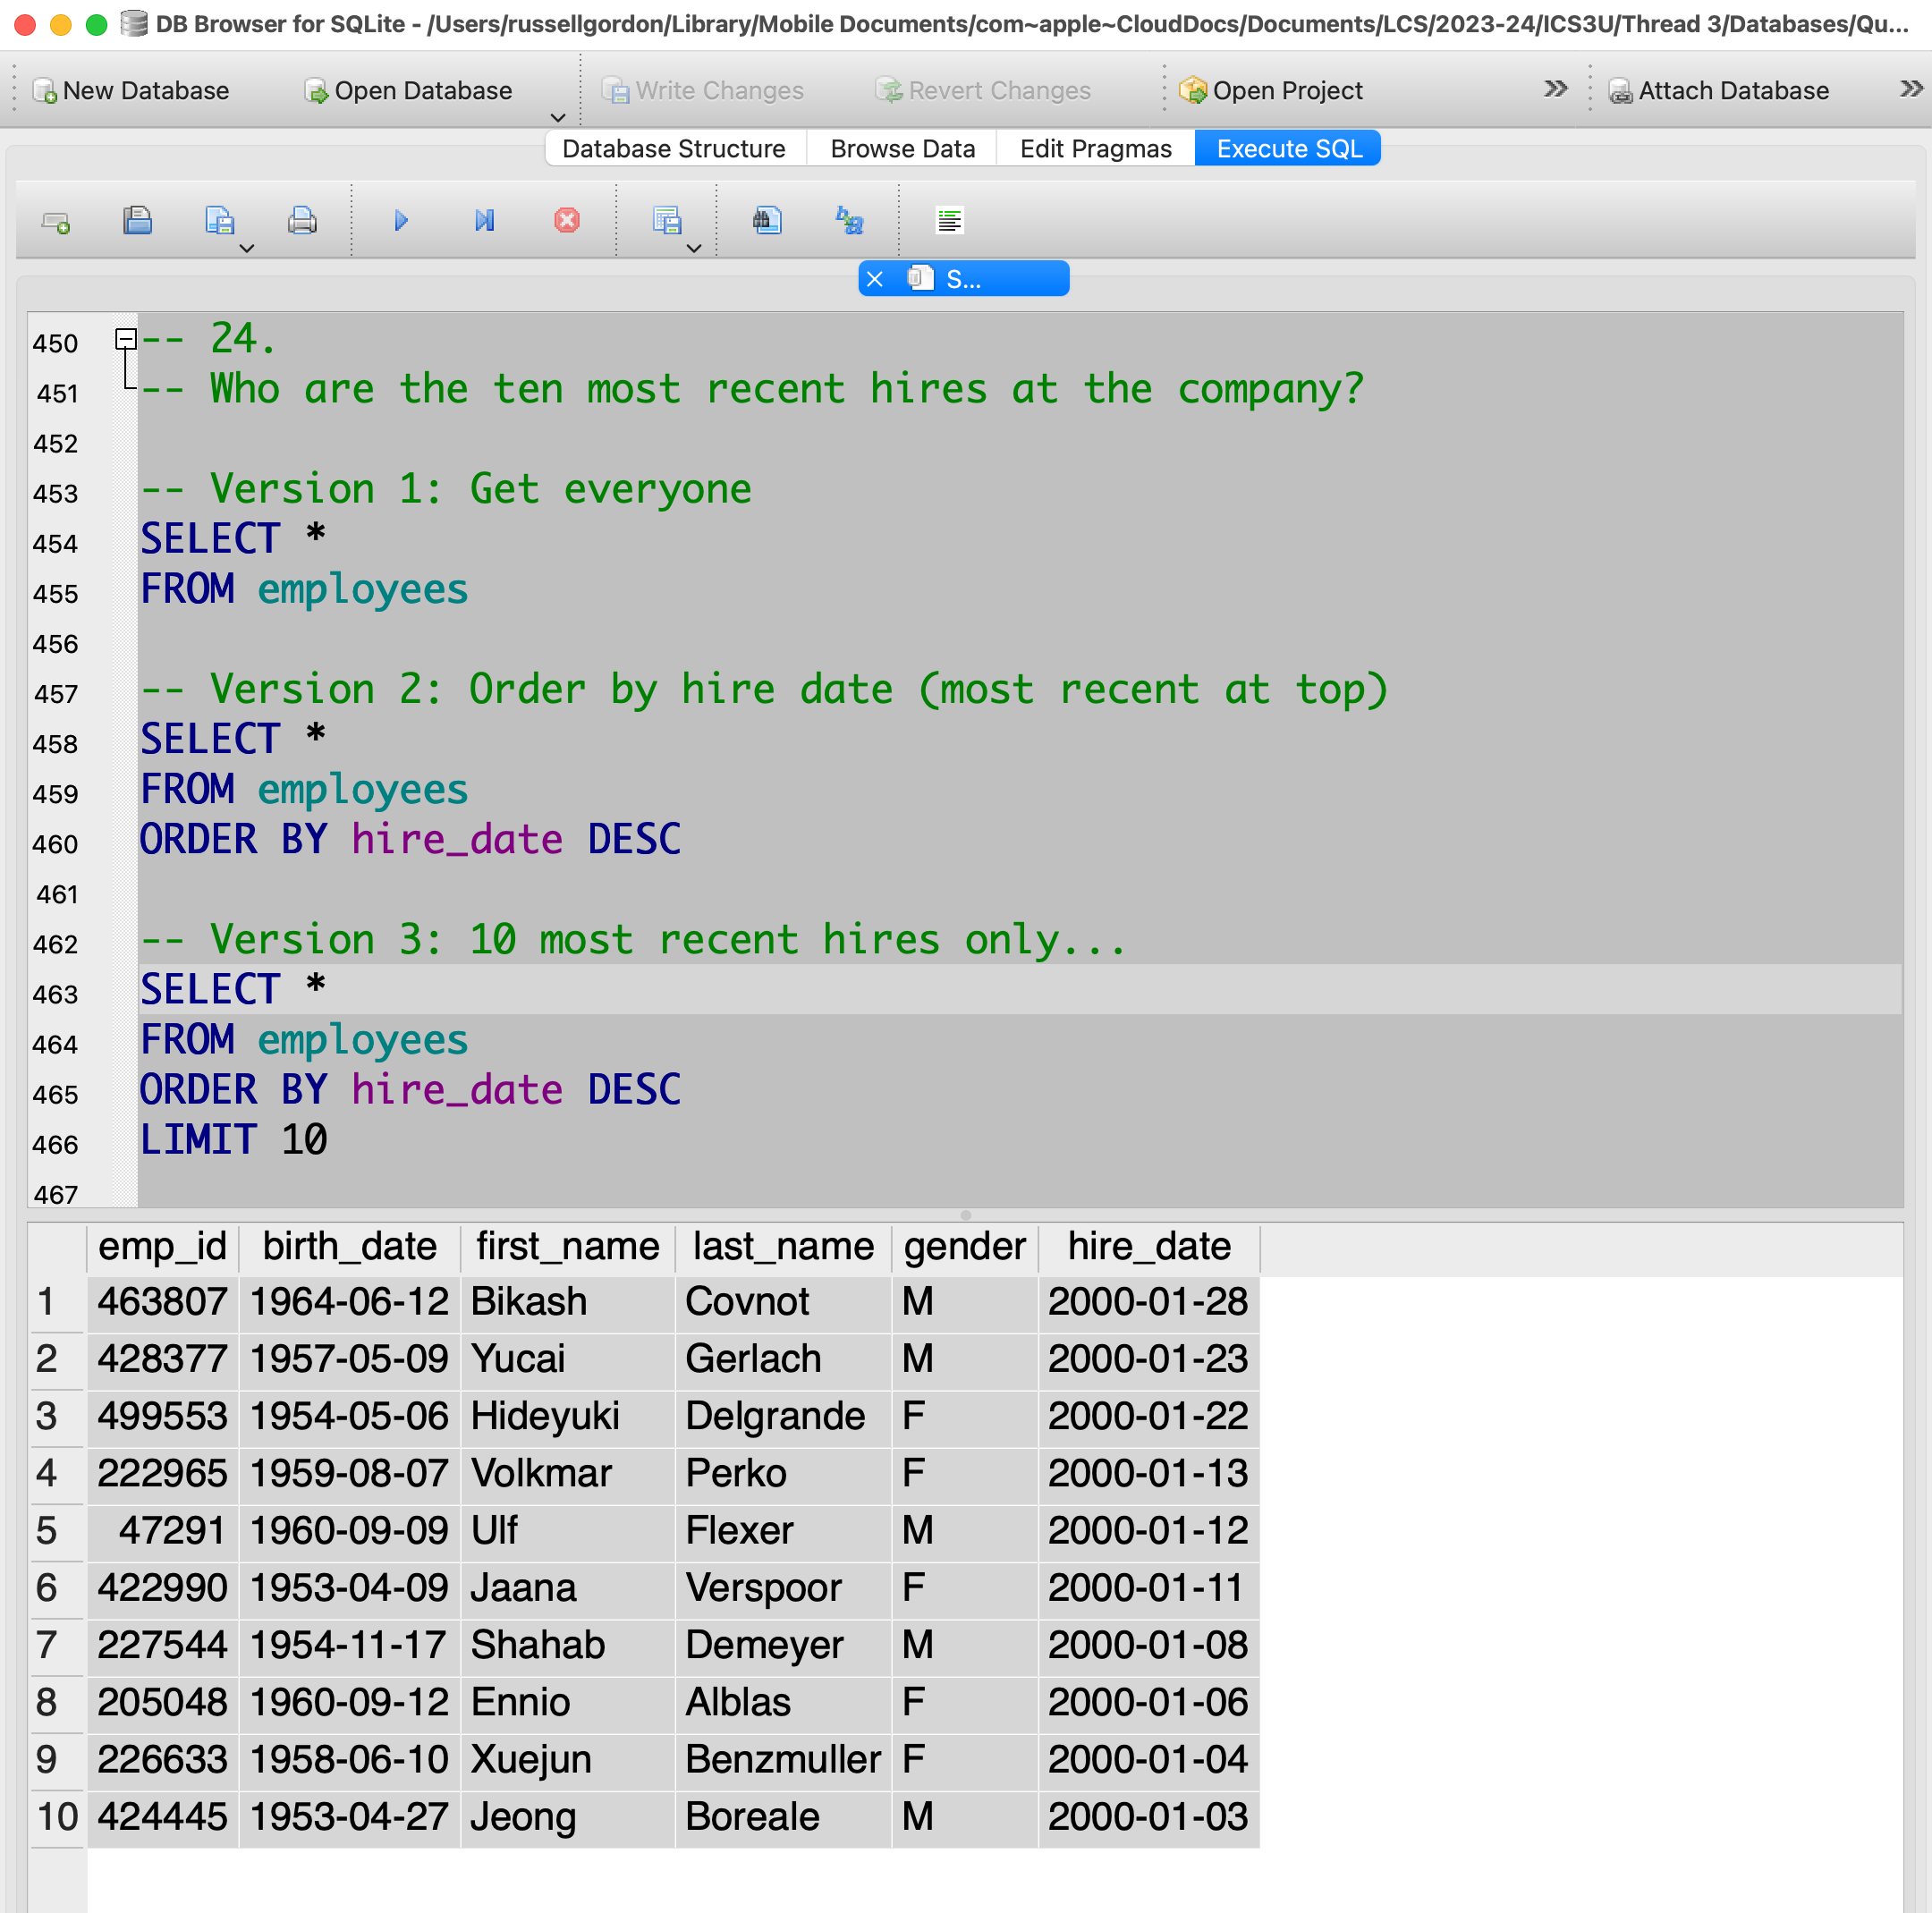 DB Browser for SQLite - /Users/russellgordon/Library/Mobile Documents/com~apple~CloudDocs/Documents/LCS/2023-24/ICS3U/Thread 3/Databases/Qu...
New Database Open Database Write Changes Revert Changes Open Project » Attach Database »
Database Structure Browse Data Edit Pragmas Execute SQL
S...
450 -- 24.
451 -- Who are the ten most recent hires at the company?
452
453 -- Version 1: Get everyone
454 SELECT *
455 FROM employees
456
457 -- Version 2: Order by hire date (most recent at top)
458 SELECT *
459 FROM employees
460 ORDER BY hire_date DESC
461
462 -- Version 3: 10 most recent hires only...
463 SELECT *
464 FROM employees
465 ORDER BY hire_date DESC
466 LIMIT 10
467
emp_id birth_date first_name last_name gender hire_date
1 463807 1964-06-12 Bikash Covnot M 2000-01-28
2 428377 1957-05-09 Yucai Gerlach M 2000-01-23
3 499553 1954-05-06 Hideyuki Delgrande F 2000-01-22
4 222965 1959-08-07 Volkmar Perko F 2000-01-13
5 47291 1960-09-09 Ulf Flexer M 2000-01-12
6 422990 1953-04-09 Jaana Verspoor F 2000-01-11
7 227544 1954-11-17 Shahab Demeyer M 2000-01-08
8 205048 1960-09-12 Ennio Alblas F 2000-01-06
9 226633 1958-06-10 Xuejun Benzmuller F 2000-01-04
10 424445 1953-04-27 Jeong Boreale M 2000-01-03